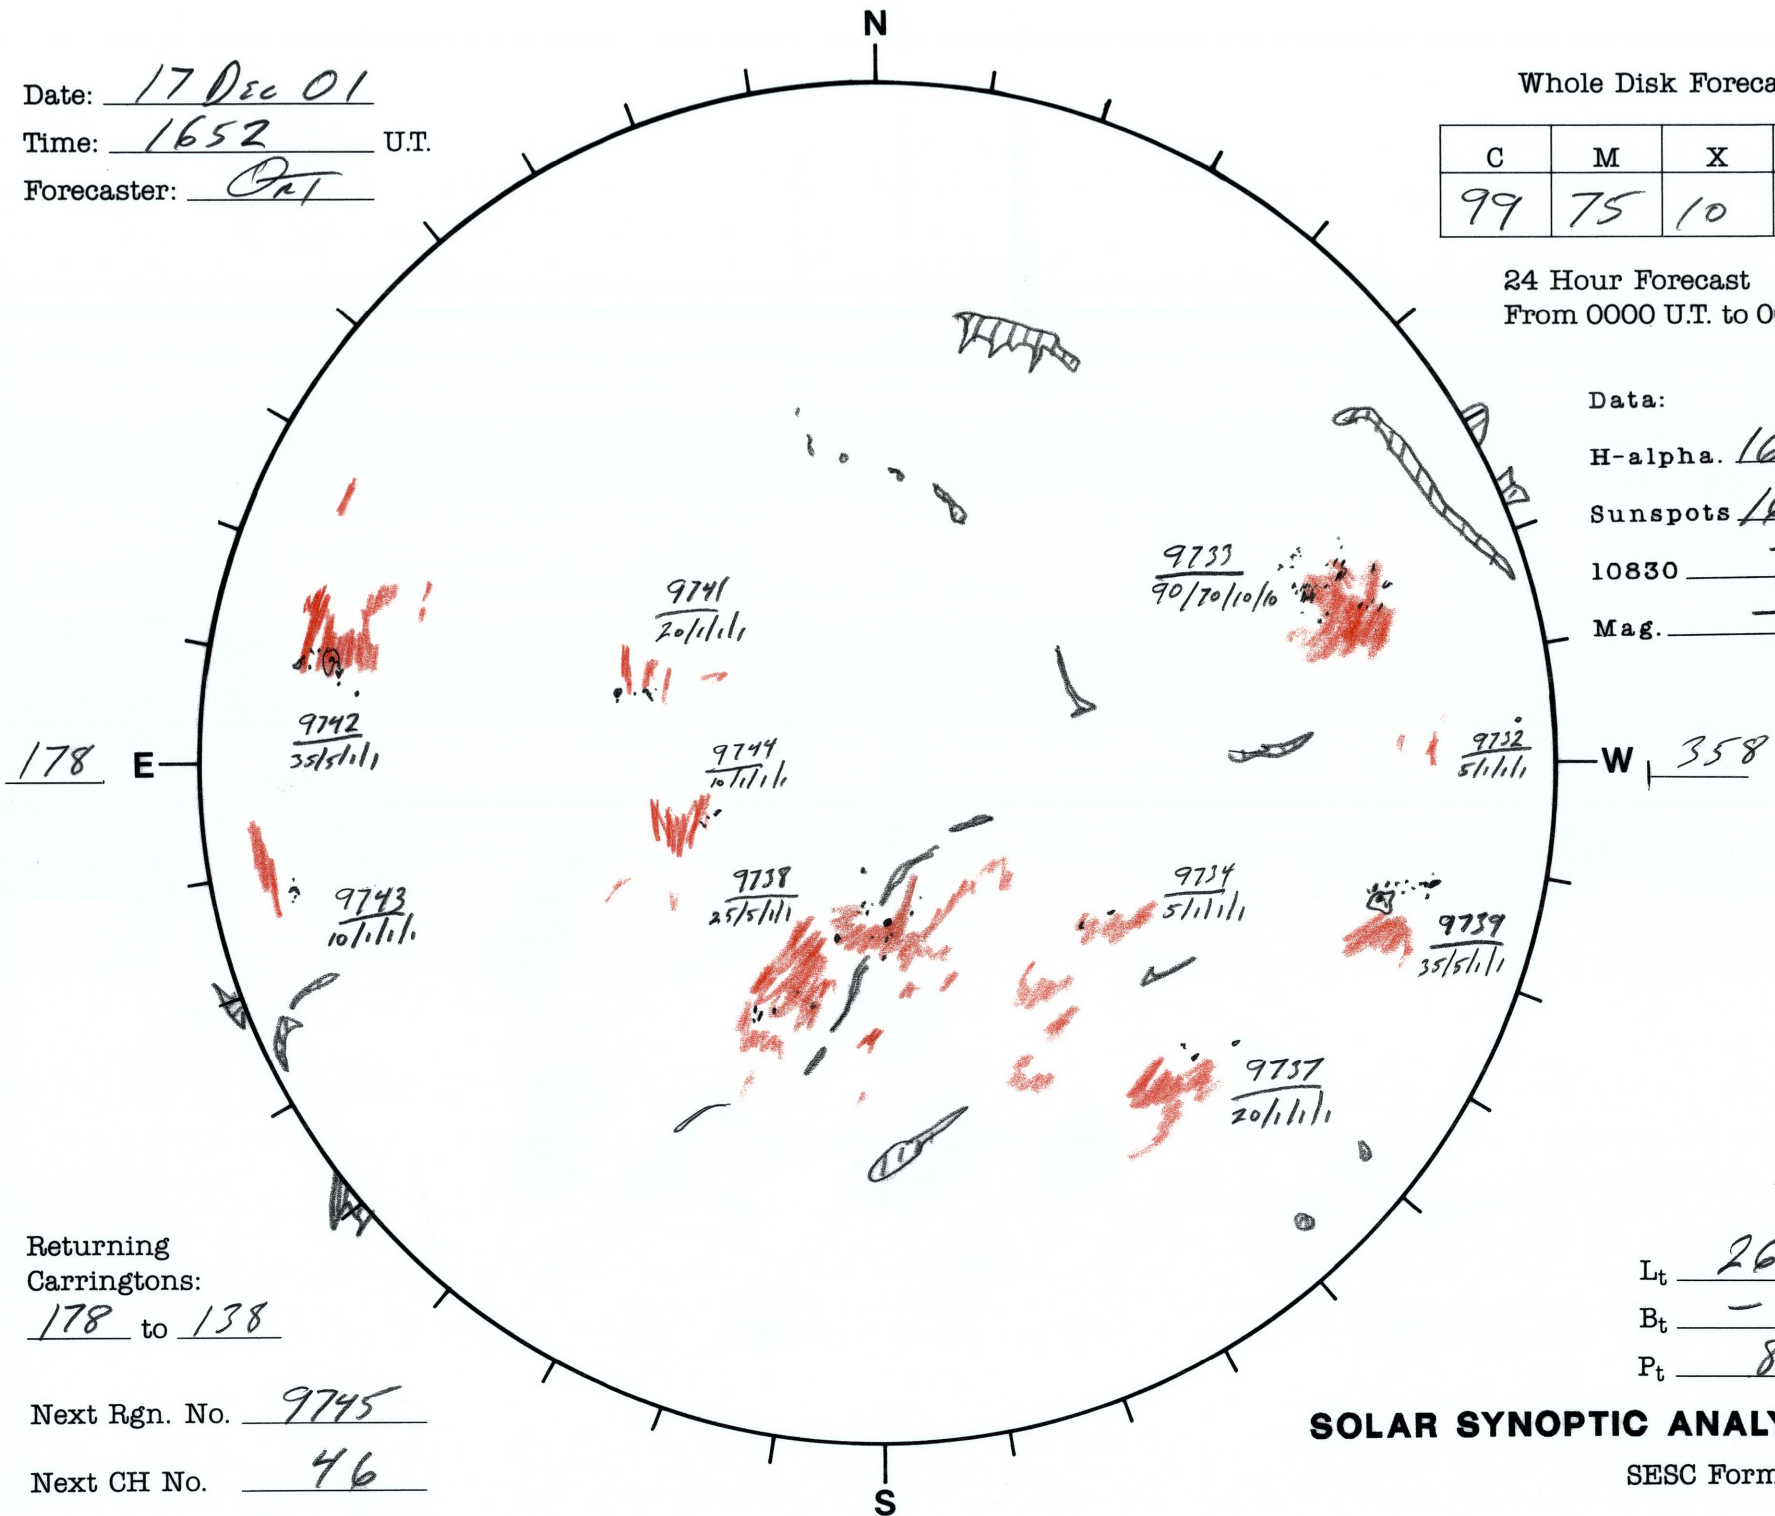 N
Date: 17 Dec 01
Time: 1652 U.T.
Forecaster:
Whole Disk Foreca
C M X
99 75 10
24 Hour Forecast
From 0000 U.T. to 0
Data:
H-alpha. 16
Sunspots
10830
Mag.
9733
90/70/10/10
9741
20/1/1/1
9742
35/5/1/1
9744
10/1/1/1
9732
5/1/1/1
178 E
W 358
9738
25/5/1/1
9734
5/1/1/1
9743
10/1/1/1
9739
35/5/1/1
9737
20/1/1/1
Returning
Carringtons:
178 to 138
Next Rgn. No. 9745
Next CH No. 46
Lt 26
Bt –
Pt 8
SOLAR SYNOPTIC ANALY
SESC Form
S